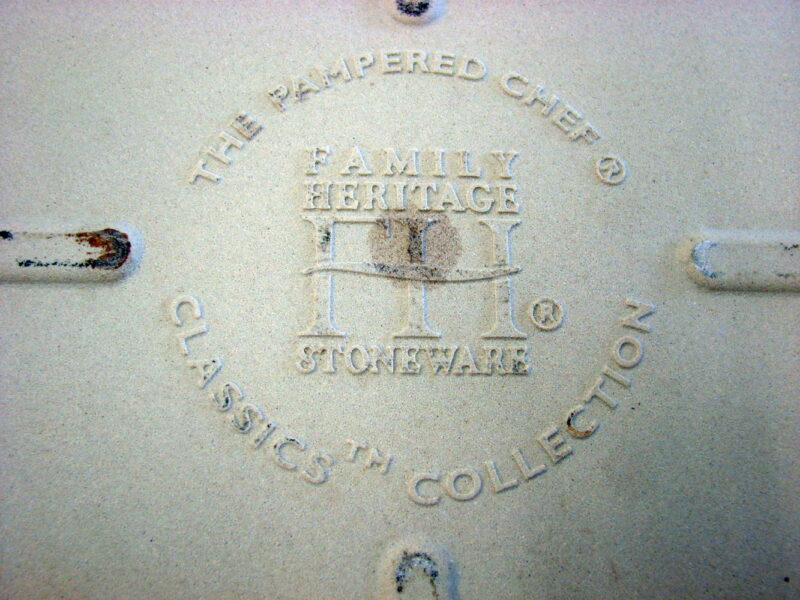 THE PAMPERED CHEF®
FAMILY
HERITAGE
FH®
STONEWARE
CLASSICS™ COLLECTION